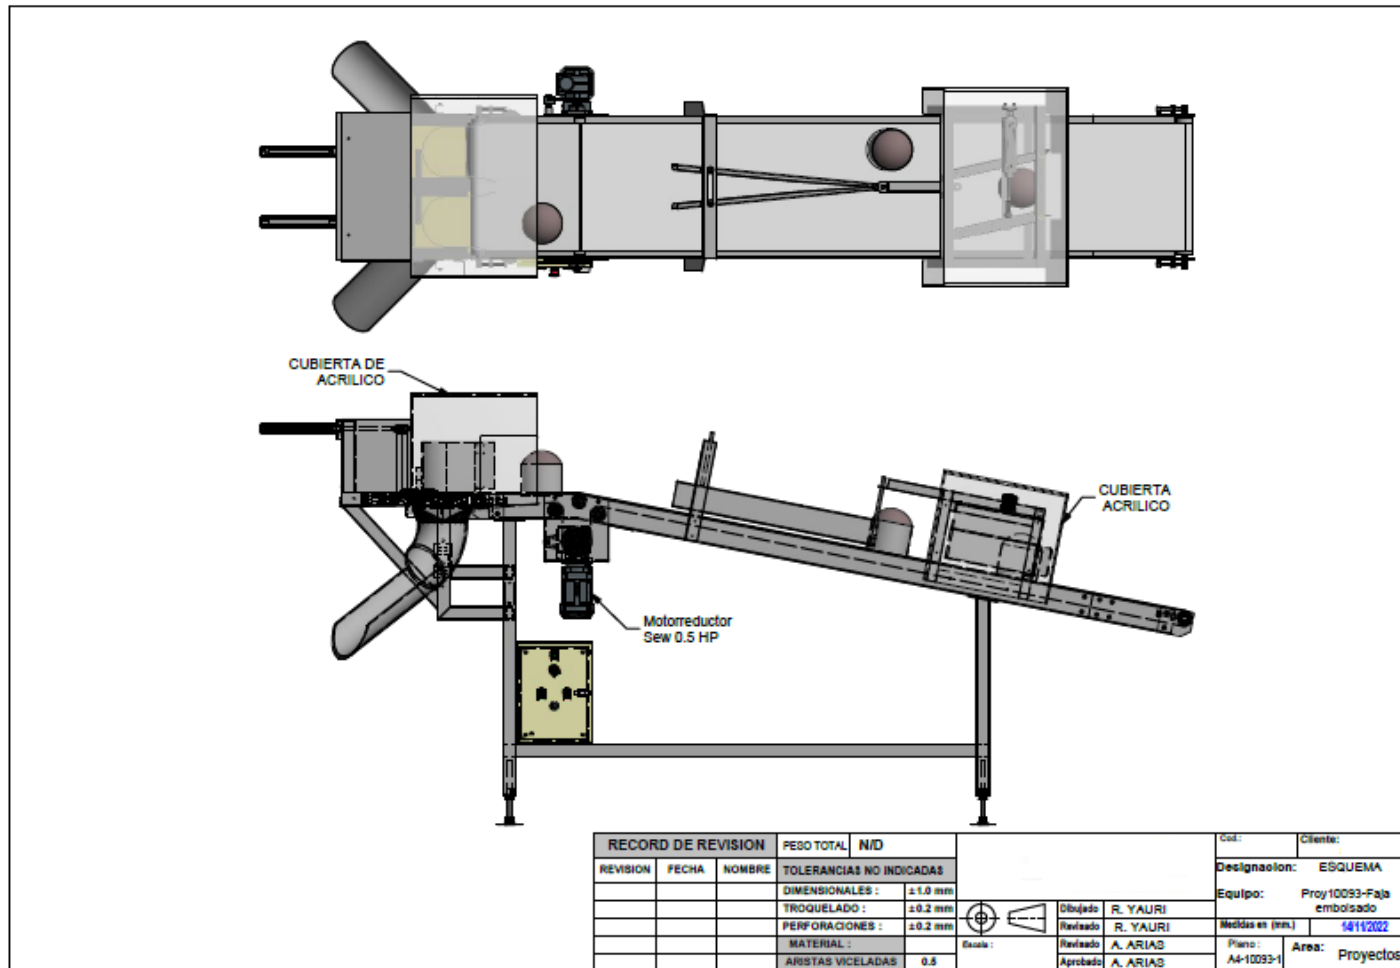 CUBIERTA DE
ACRILICO
CUBIERTA
ACRILICO
Motorreductor
Sew 0.5 HP
RECORD DE REVISION
PESO TOTAL N/D
REVISION FECHA NOMBRE
TOLERANCIAS NO INDICADAS
DIMENSIONALES : ±1.0 mm
TROQUELADO : ±0.2 mm
PERFORACIONES : ±0.2 mm
MATERIAL :
ARISTAS VICELADAS 0.5
Escala :
Dibujado R. YAURI
Revisado R. YAURI
Revisado A. ARIAS
Aprobado A. ARIAS
Cod.: Cliente:
Designacion: ESQUEMA
Equipo: Proy10093-Faja
embolsado
Medidas en (mm.) 14/11/2022
Plano :
A4-10093-1
Area: Proyectos